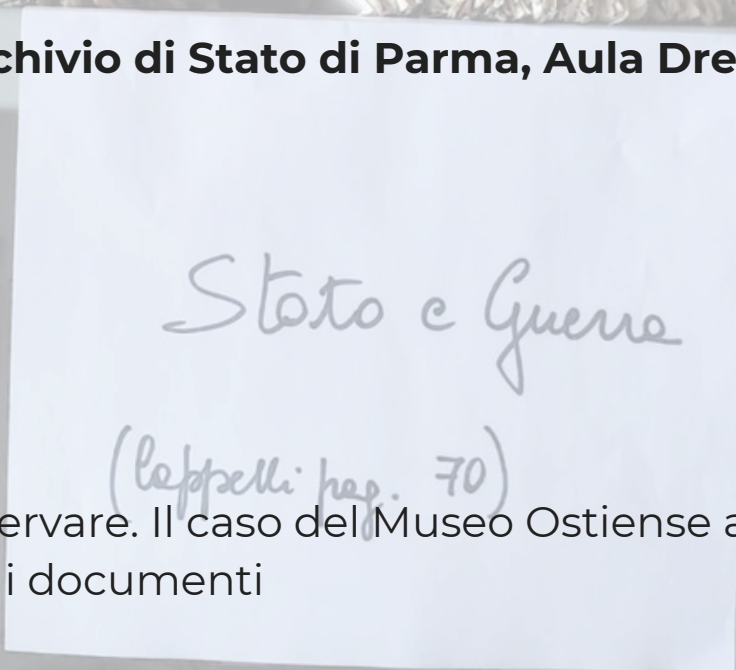 chivio di Stato di Parma, Aula Dre
Stato e Guerra
(Cappelli pag. 70)
ervare. Il caso del Museo Ostiense a
i documenti